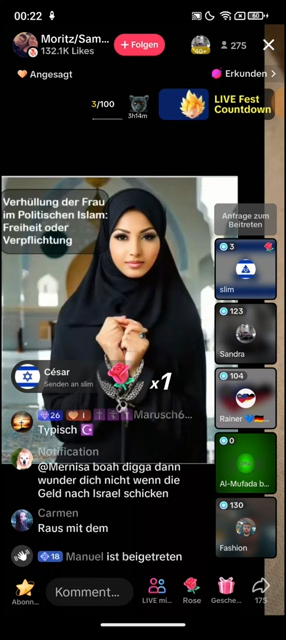 00:22
60
Moritz/Sam...
132.1K Likes
+ Folgen
275
Angesagt
Erkunden >
3/100
3h14m
LIVE Fest
Countdown
Verhüllung der Frau
im Politischen Islam:
Freiheit oder
Verpflichtung
Anfrage zum
Beitreten
3
slim
123
Sandra
104
Rainer
0
Al-Mufada b...
130
Fashion
César
Senden an slim
x1
26 Marusch6...
Typisch
Notification
@Mernisa boah digga dann
wunder dich nicht wenn die
Geld nach Israel schicken
Carmen
Raus mit dem
18 Manuel ist beigetreten
Abonn...
Komment...
LIVE mi...
Rose
Gesche...
175